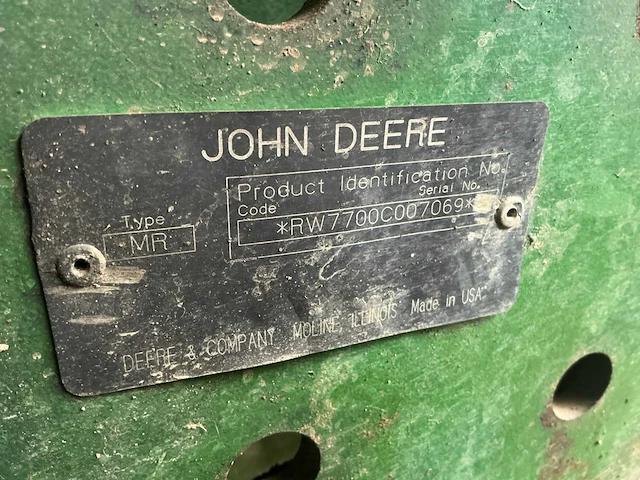 JOHN DEERE
Product Identification No.
Code Serial No.
*RW7700C007069*
Type
MR
DEERE & COMPANY MOLINE, ILLINOIS Made in USA